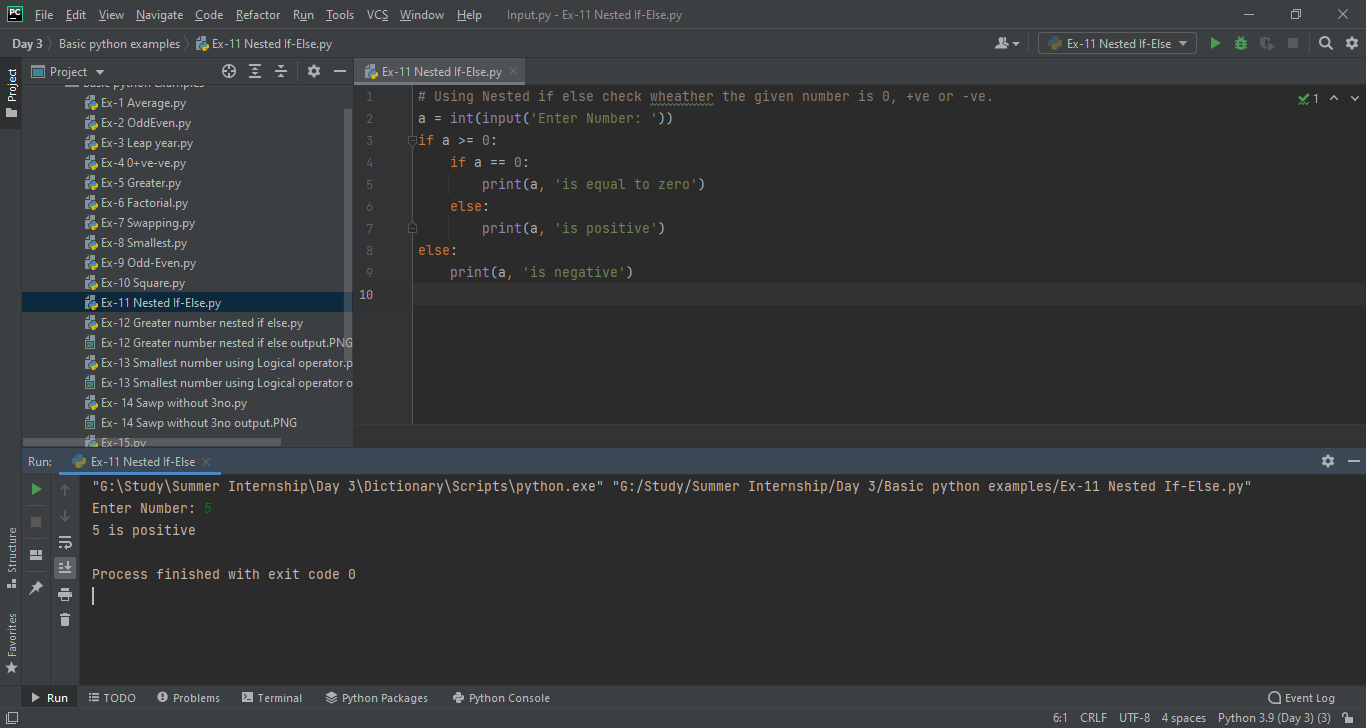 PC File Edit View Navigate Code Refactor Run Tools VCS Window Help Input.py - Ex-11 Nested If-Else.py
Day 3 Basic python examples Ex-11 Nested If-Else.py Ex-11 Nested If-Else
Project
Project
Basic python examples
Ex-1 Average.py
Ex-2 OddEven.py
Ex-3 Leap year.py
Ex-4 0+ve-ve.py
Ex-5 Greater.py
Ex-6 Factorial.py
Ex-7 Swapping.py
Ex-8 Smallest.py
Ex-9 Odd-Even.py
Ex-10 Square.py
Ex-11 Nested If-Else.py
Ex-12 Greater number nested if else.py
Ex-12 Greater number nested if else output.PNG
Ex-13 Smallest number using Logical operator.p
Ex-13 Smallest number using Logical operator o
Ex- 14 Sawp without 3no.py
Ex- 14 Sawp without 3no output.PNG
Ex-15.py
Ex-11 Nested If-Else.py
1 # Using Nested if else check wheather the given number is 0, +ve or -ve.
2 a = int(input('Enter Number: '))
3 if a >= 0:
4 if a == 0:
5 print(a, 'is equal to zero')
6 else:
7 print(a, 'is positive')
8 else:
9 print(a, 'is negative')
10
1
Run: Ex-11 Nested If-Else
"G:\Study\Summer Internship\Day 3\Dictionary\Scripts\python.exe" "G:/Study/Summer Internship/Day 3/Basic python examples/Ex-11 Nested If-Else.py"
Enter Number: 5
5 is positive
Process finished with exit code 0
Structure
Favorites
Run TODO Problems Terminal Python Packages Python Console Event Log
6:1 CRLF UTF-8 4 spaces Python 3.9 (Day 3) (3)